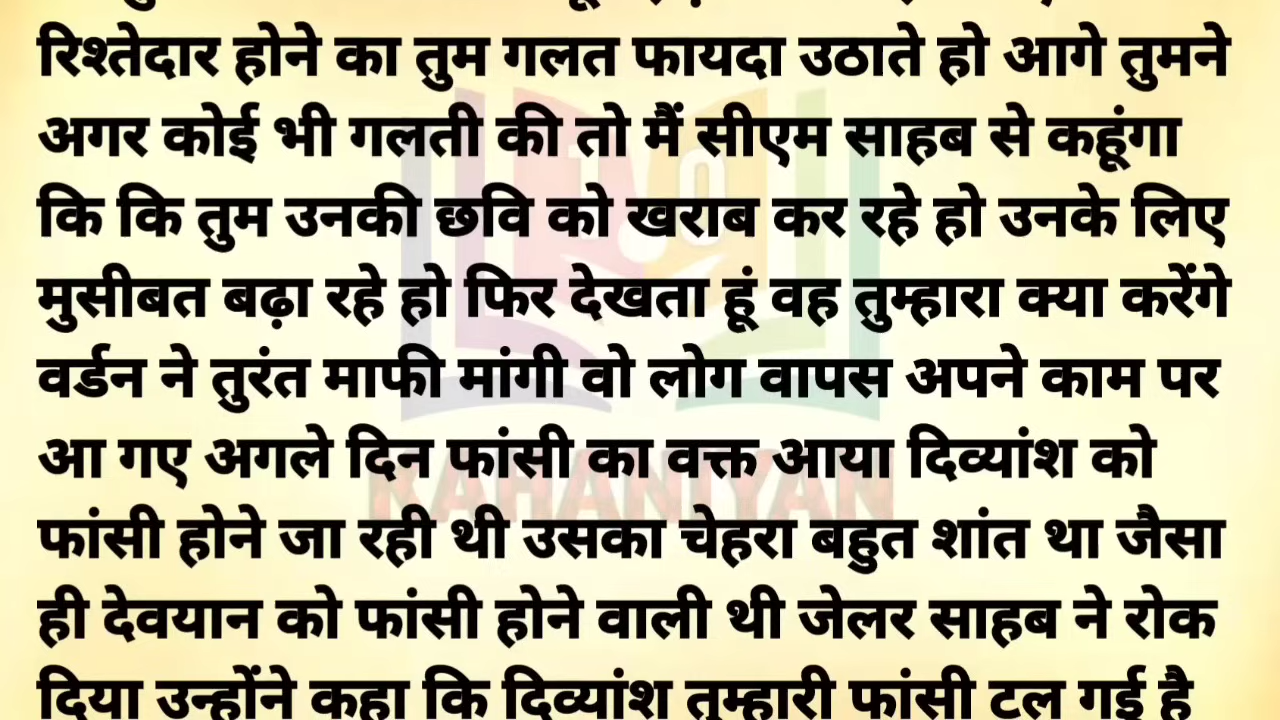 रिश्तेदार होने का तुम गलत फायदा उठाते हो आगे तुमने
अगर कोई भी गलती की तो मैं सीएम साहब से कहूंगा
कि कि तुम उनकी छवि को खराब कर रहे हो उनके लिए
मुसीबत बढ़ा रहे हो फिर देखता हूं वह तुम्हारा क्या करेंगे
वर्डन ने तुरंत माफी मांगी वो लोग वापस अपने काम पर
आ गए अगले दिन फांसी का वक्त आया दिव्यांश को
फांसी होने जा रही थी उसका चेहरा बहुत शांत था जैसा
ही देवयान को फांसी होने वाली थी जेलर साहब ने रोक
दिया उन्होंने कहा कि दिव्यांश तुम्हारी फांसी टल गई है
KAHANIYAN